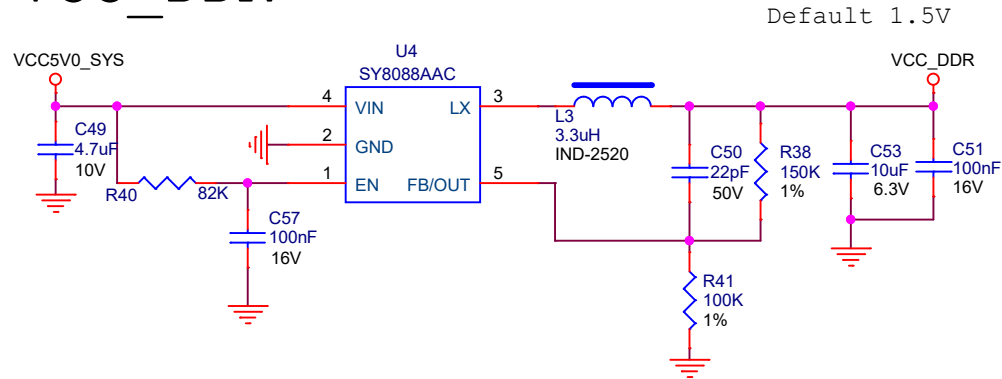 Default 1.5V
VCC5V0_SYS
U4
SY8088AAC
VCC_DDR
4
VIN
LX
3
2
GND
1
EN
FB/OUT
5
C49
4.7uF
10V
R40
82K
C57
100nF
16V
L3
3.3uH
IND-2520
C50
22pF
50V
R38
150K
1%
C53
10uF
6.3V
C51
100nF
16V
R41
100K
1%